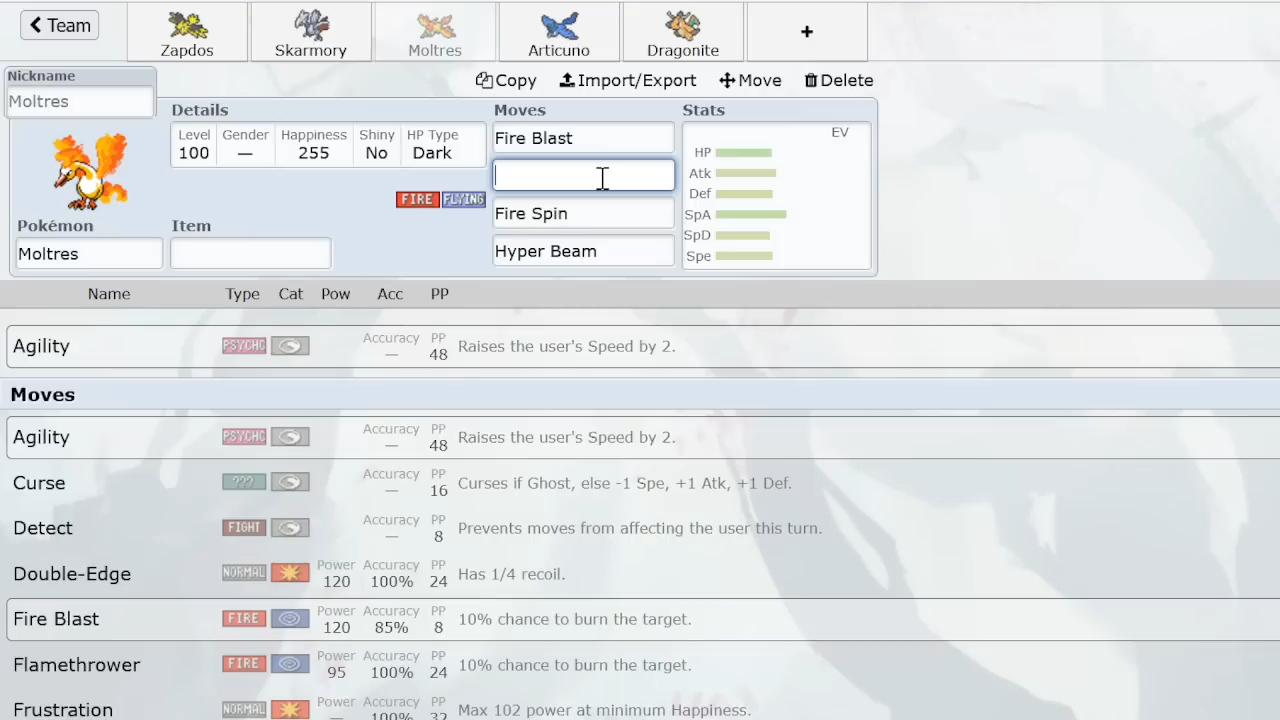 Team
Zapdos
Skarmory
Moltres
Articuno
Dragonite
+
Copy
Import/Export
Move
Delete
Nickname
Moltres
Details
Level
100
Gender
—
Happiness
255
Shiny
No
HP Type
Dark
FIRE
FLYING
Pokémon
Moltres
Item
Moves
Fire Blast
Fire Spin
Hyper Beam
Stats
EV
HP
Atk
Def
SpA
SpD
Spe
Name Type Cat Pow Acc PP
Agility PSYCHC Accuracy — PP 48 Raises the user's Speed by 2.
Moves
Agility PSYCHC Accuracy — PP 48 Raises the user's Speed by 2.
Curse ??? Accuracy — PP 16 Curses if Ghost, else -1 Spe, +1 Atk, +1 Def.
Detect FIGHT Accuracy — PP 8 Prevents moves from affecting the user this turn.
Double-Edge NORMAL Power 120 Accuracy 100% PP 24 Has 1/4 recoil.
Fire Blast FIRE Power 120 Accuracy 85% PP 8 10% chance to burn the target.
Flamethrower FIRE Power 95 Accuracy 100% PP 24 10% chance to burn the target.
Frustration NORMAL Power — Accuracy 100% PP 32 Max 102 power at minimum Happiness.